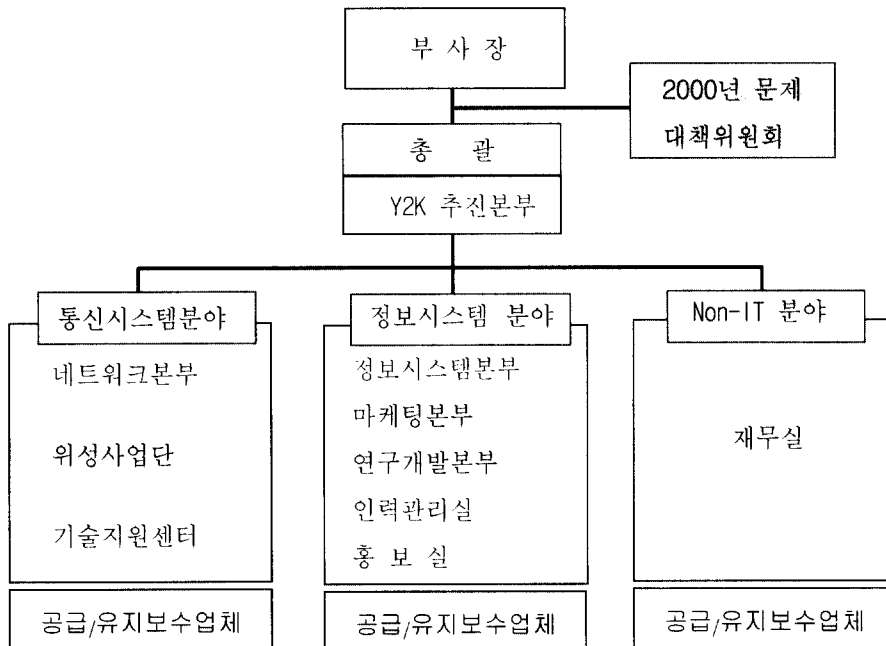 부 사 장
2000년 문제
대책위원회
총 괄
Y2K 추진본부
통신시스템분야
네트워크본부
위성사업단
기술지원센터
공급/유지보수업체
정보시스템 분야
정보시스템본부
마케팅본부
연구개발본부
인력관리실
홍 보 실
공급/유지보수업체
Non-IT 분야
재무실
공급/유지보수업체